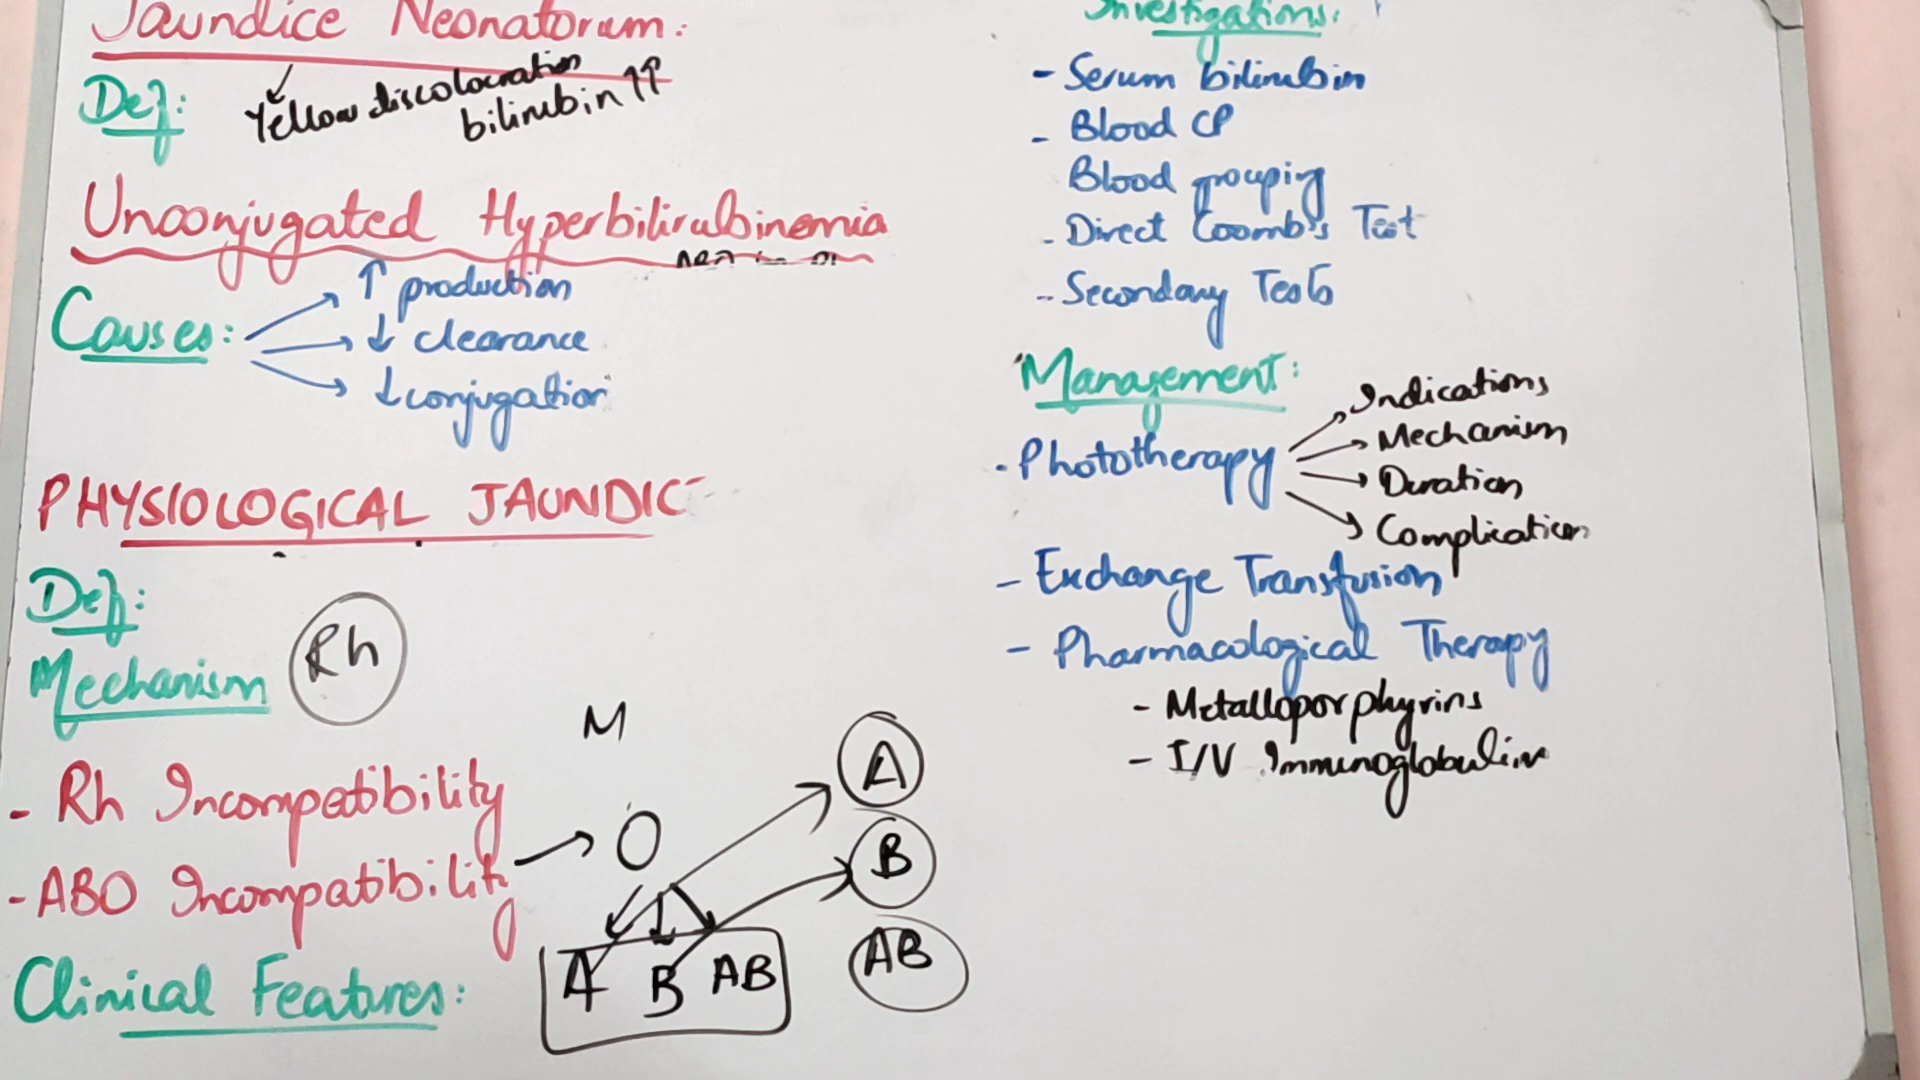 Jaundice Neonatorum:
Def: Yellow discolouration
bilirubin ↑↑
Unconjugated Hyperbilirubinemia
Causes: ↑ production
↓ clearance
↓ conjugation
PHYSIOLOGICAL JAUNDIC
Def:
Mechanism Rh
- Rh Incompatibility
- ABO Incompatibility
Clinical Features:
M
O
A B AB
A
B
AB
Investigations:
- Serum bilirubin
- Blood CP
Blood grouping
- Direct Coomb's Test
- Secondary Tests
Management:
- Phototherapy
Indications
Mechanism
Duration
Complication
- Exchange Transfusion
- Pharmacological Therapy
- Metalloporphyrins
- I/V Immunoglobulin